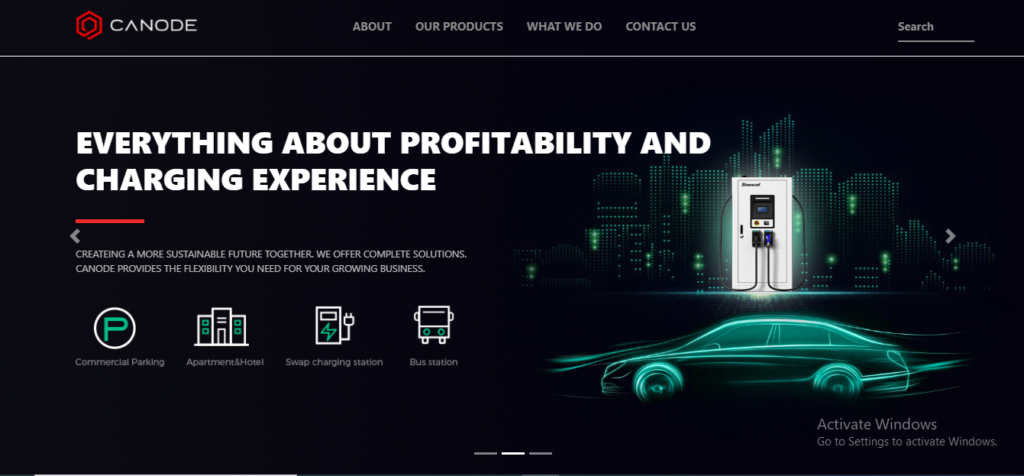 CANODE
ABOUT
OUR PRODUCTS
WHAT WE DO
CONTACT US
Search
EVERYTHING ABOUT PROFITABILITY AND
CHARGING EXPERIENCE
CREATEING A MORE SUSTAINABLE FUTURE TOGETHER. WE OFFER COMPLETE SOLUTIONS.
CANODE PROVIDES THE FLEXIBILITY YOU NEED FOR YOUR GROWING BUSINESS.
P
Commercial Parking
Apartment&Hotel
Swap charging station
Bus station
Sinexcel
Activate Windows
Go to Settings to activate Windows.